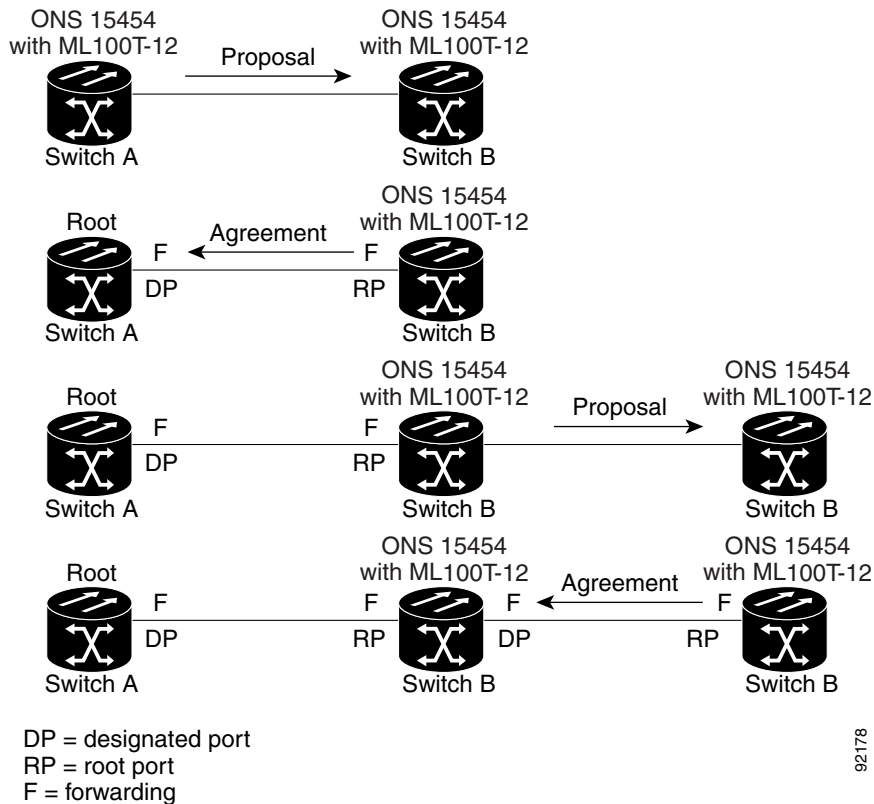 ONS 15454
with ML100T-12
ONS 15454
with ML100T-12
Proposal
Switch A
Switch B
Root
ONS 15454
with ML100T-12
F
Agreement
F
DP
RP
Switch A
Switch B
Root
ONS 15454
with ML100T-12
ONS 15454
with ML100T-12
F
F
Proposal
DP
RP
Switch A
Switch B
Switch B
Root
ONS 15454
with ML100T-12
ONS 15454
with ML100T-12
F
F
F
Agreement
F
DP
RP
DP
RP
Switch A
Switch B
Switch B
DP = designated port
RP = root port
F = forwarding
92178